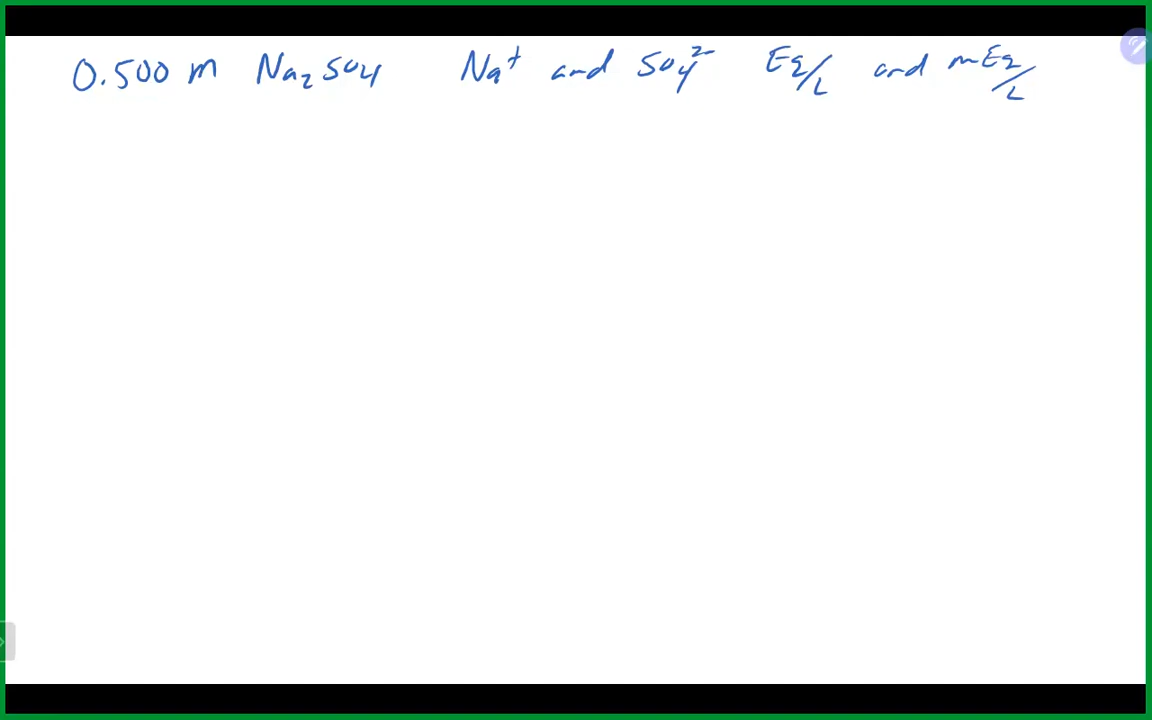 0.500 m Na₂SO₄ Na⁺ and SO₄²⁻ Eq/L and mEq/L